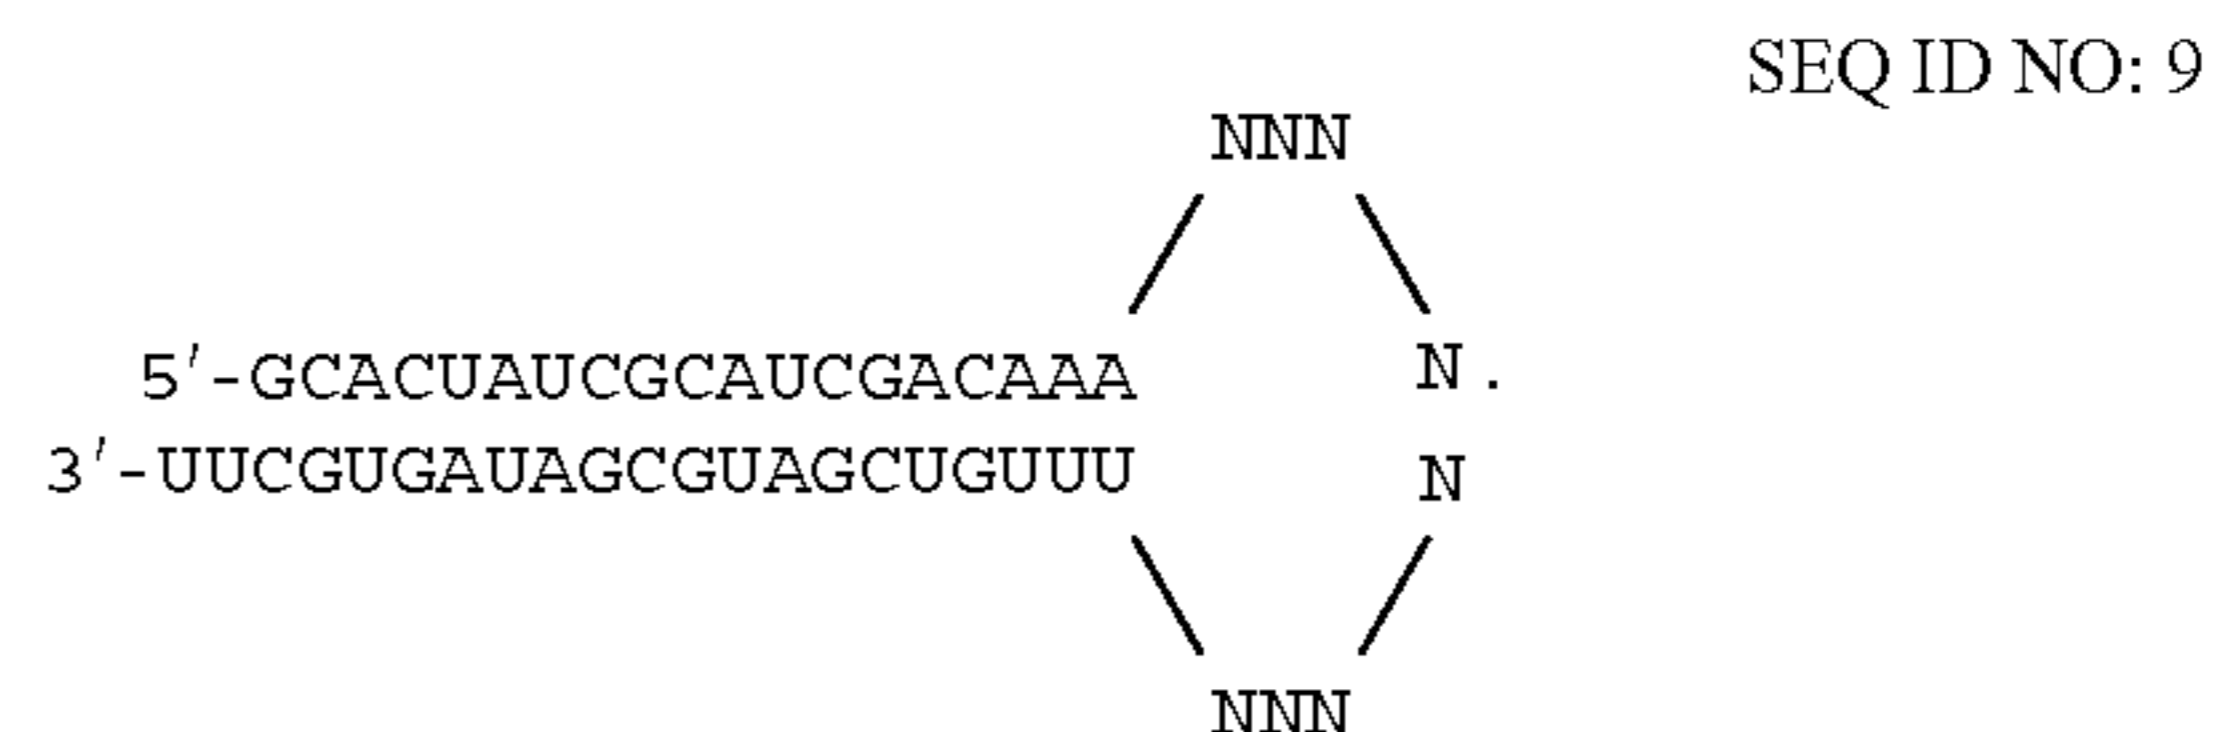 SEQ ID NO: 9
NNN
5'-GCACUAUCGCAUCGACAAA N.
3'-UUCGUGAUAGCGUAGCUGUUU N
NNN